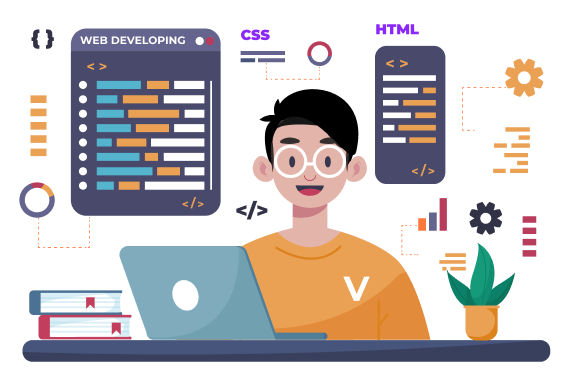 { }
WEB DEVELOPING
< >
</>
CSS
HTML
< >
</>
</>
V